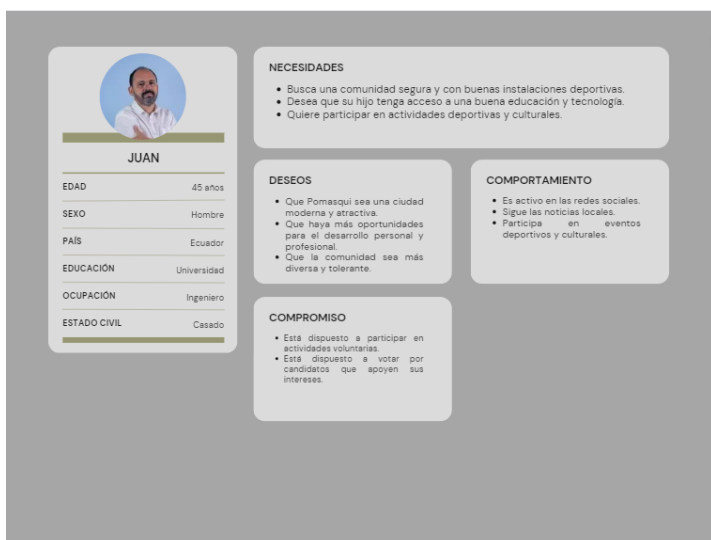 JUAN
EDAD 45 años
SEXO Hombre
PAÍS Ecuador
EDUCACIÓN Universidad
OCUPACIÓN Ingeniero
ESTADO CIVIL Casado
NECESIDADES
• Busca una comunidad segura y con buenas instalaciones deportivas.
• Desea que su hijo tenga acceso a una buena educación y tecnología.
• Quiere participar en actividades deportivas y culturales.
DESEOS
• Que Pomasqui sea una ciudad
moderna y atractiva.
• Que haya más oportunidades
para el desarrollo personal y
profesional.
• Que la comunidad sea más
diversa y tolerante.
COMPORTAMIENTO
• Es activo en las redes sociales.
• Sigue las noticias locales.
• Participa en eventos
deportivos y culturales.
COMPROMISO
• Está dispuesto a participar en
actividades voluntarias.
• Está dispuesto a votar por
candidatos que apoyen sus
intereses.